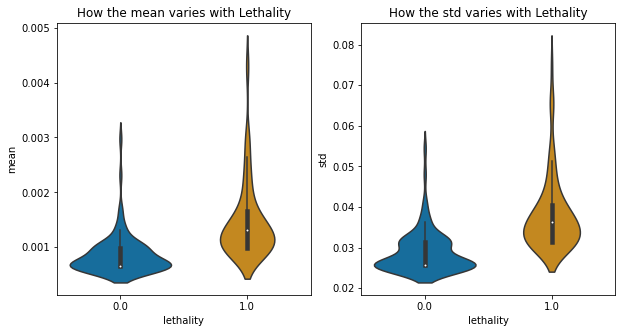 How the mean varies with Lethality
0.005
0.004
0.003
0.002
0.001
mean
0.0
1.0
lethality
How the std varies with Lethality
0.08
0.07
0.06
0.05
0.04
0.03
0.02
std
0.0
1.0
lethality